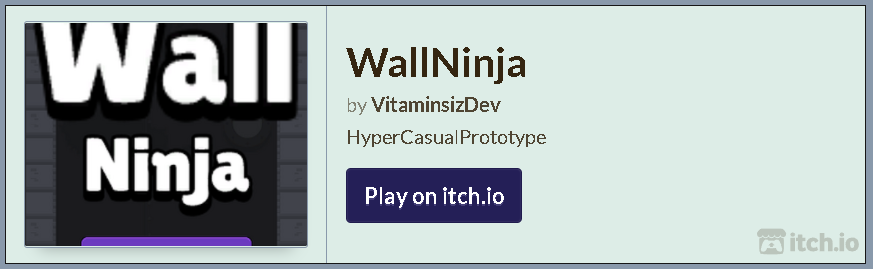 Wall
Ninja
WallNinja
by VitaminsizDev
HyperCasualPrototype
Play on itch.io
itch.io